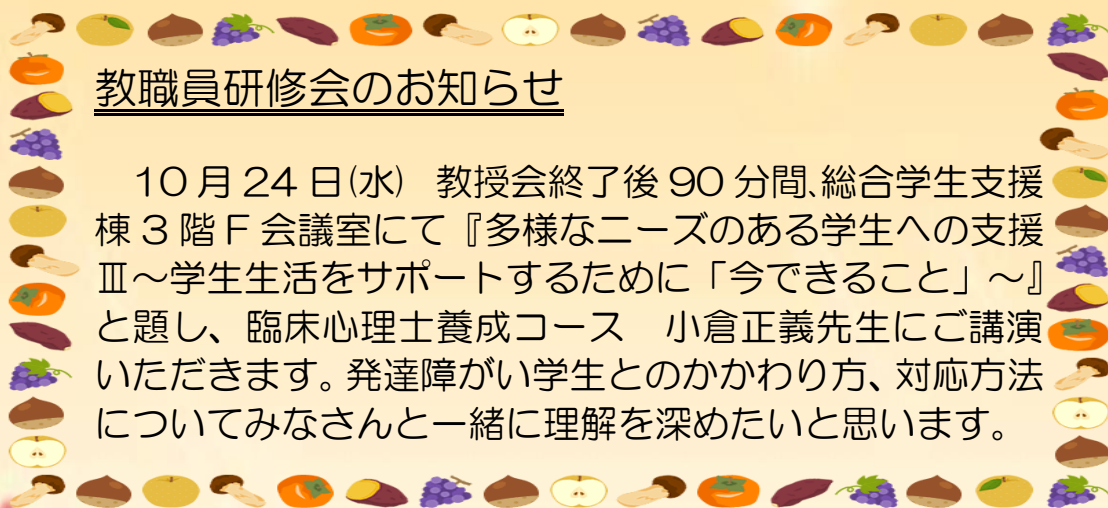 教職員研修会のお知らせ
10月24日(水) 教授会終了後90分間、総合学生支援
棟3階F会議室にて『多様なニーズのある学生への支援
Ⅲ~学生生活をサポートするために「今できること」~』
と題し、臨床心理士養成コース 小倉正義先生にご講演
いただきます。発達障がい学生とのかかわり方、対応方法
についてみなさんと一緒に理解を深めたいと思います。